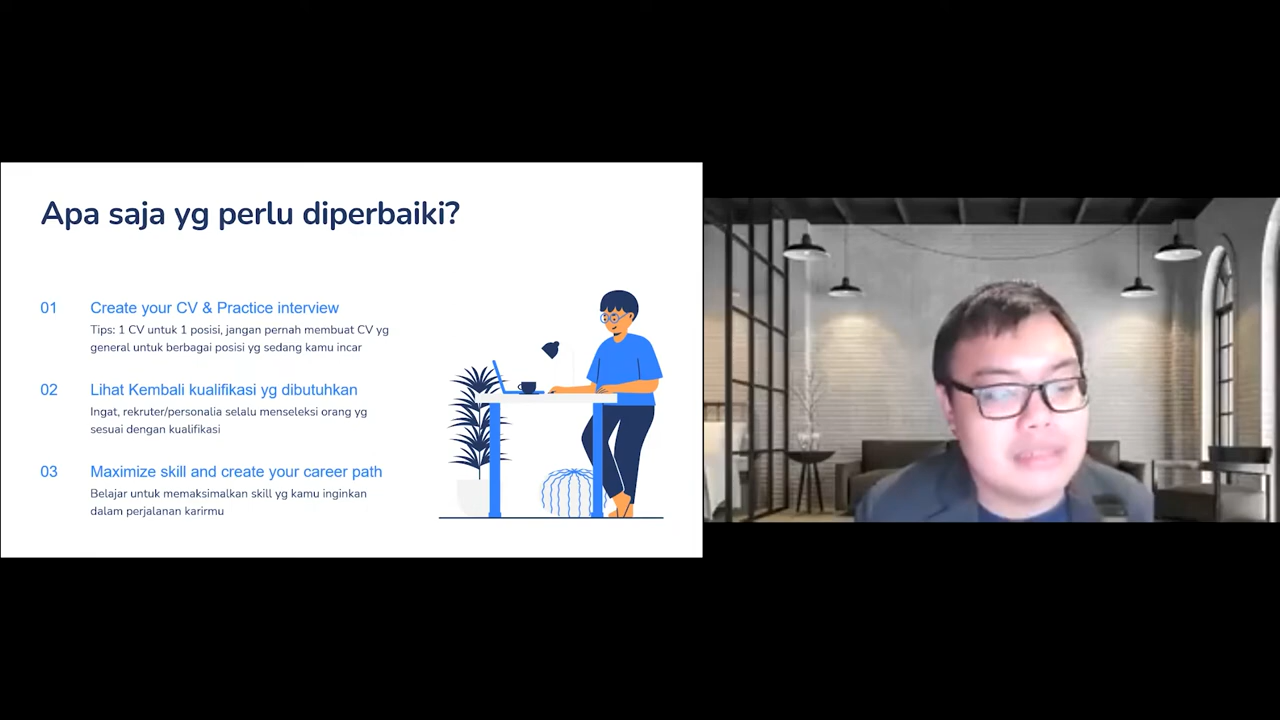 Apa saja yg perlu diperbaiki?
01 Create your CV & Practice interview
Tips: 1 CV untuk 1 posisi, jangan pernah membuat CV yg
general untuk berbagai posisi yg sedang kamu incar
02 Lihat Kembali kualifikasi yg dibutuhkan
Ingat, rekruter/personalia selalu menseleksi orang yg
sesuai dengan kualifikasi
03 Maximize skill and create your career path
Belajar untuk memaksimalkan skill yg kamu inginkan
dalam perjalanan karirmu